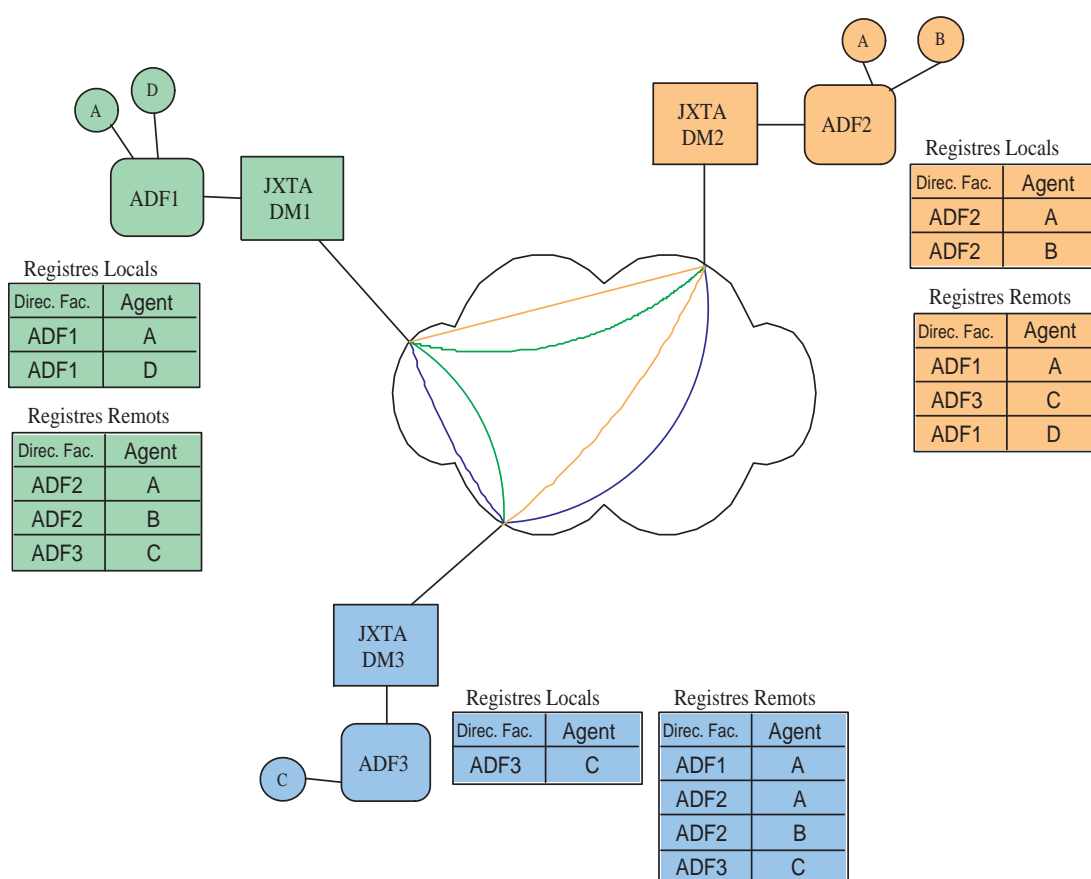 A
B
JXTA
DM2
ADF2
A
D
ADF1
JXTA
DM1
Registres Locals
Direc. Fac. Agent
ADF2 A
ADF2 B
Registres Locals
Direc. Fac. Agent
ADF1 A
ADF1 D
Registres Remots
Direc. Fac. Agent
ADF1 A
ADF3 C
ADF1 D
Registres Remots
Direc. Fac. Agent
ADF2 A
ADF2 B
ADF3 C
JXTA
DM3
ADF3
C
Registres Locals
Direc. Fac. Agent
ADF3 C
Registres Remots
Direc. Fac. Agent
ADF1 A
ADF2 A
ADF2 B
ADF3 C